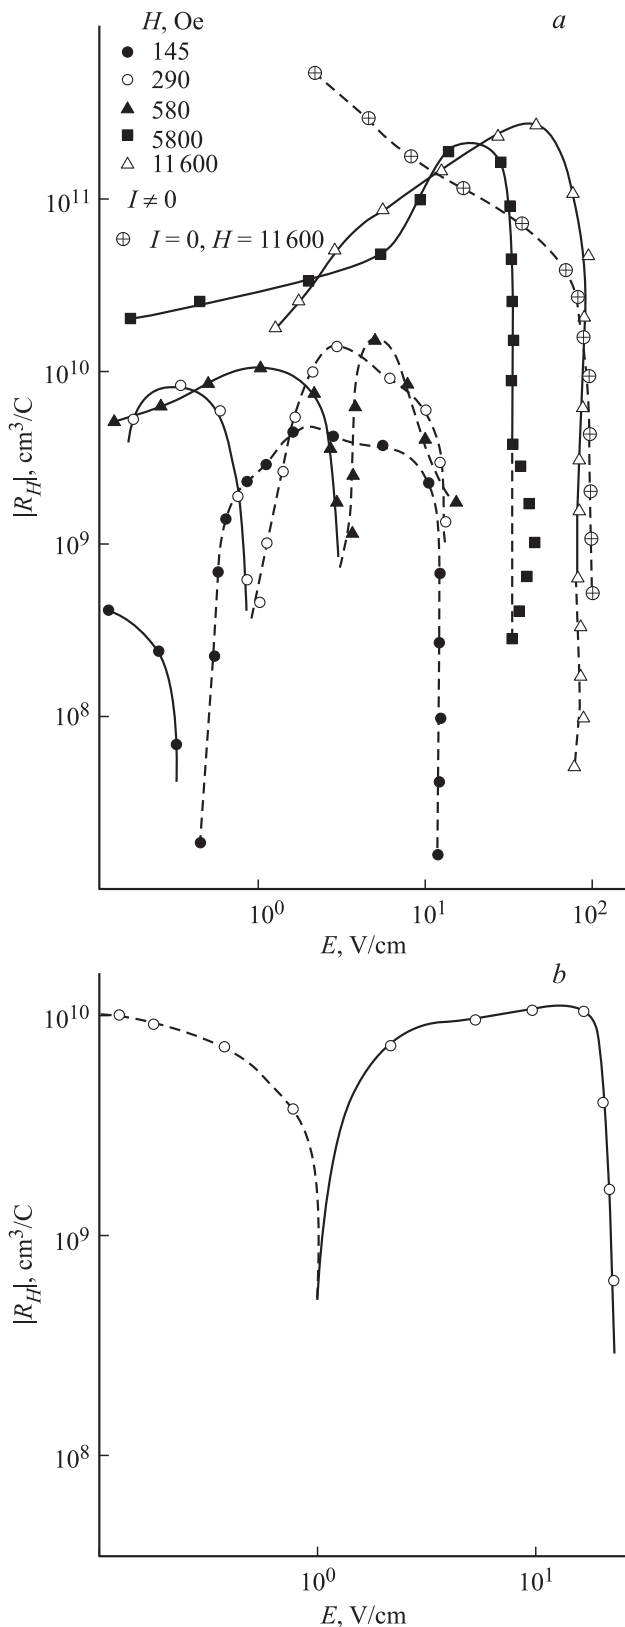 H, Oe
a
145
290
580
5800
11600
I ≠ 0
I = 0, H = 11600
10^11
10^10
|R_H|, cm^3/C
10^9
10^8
10^0
10^1
10^2
E, V/cm
b
10^10
|R_H|, cm^3/C
10^9
10^8
10^0
10^1
E, V/cm